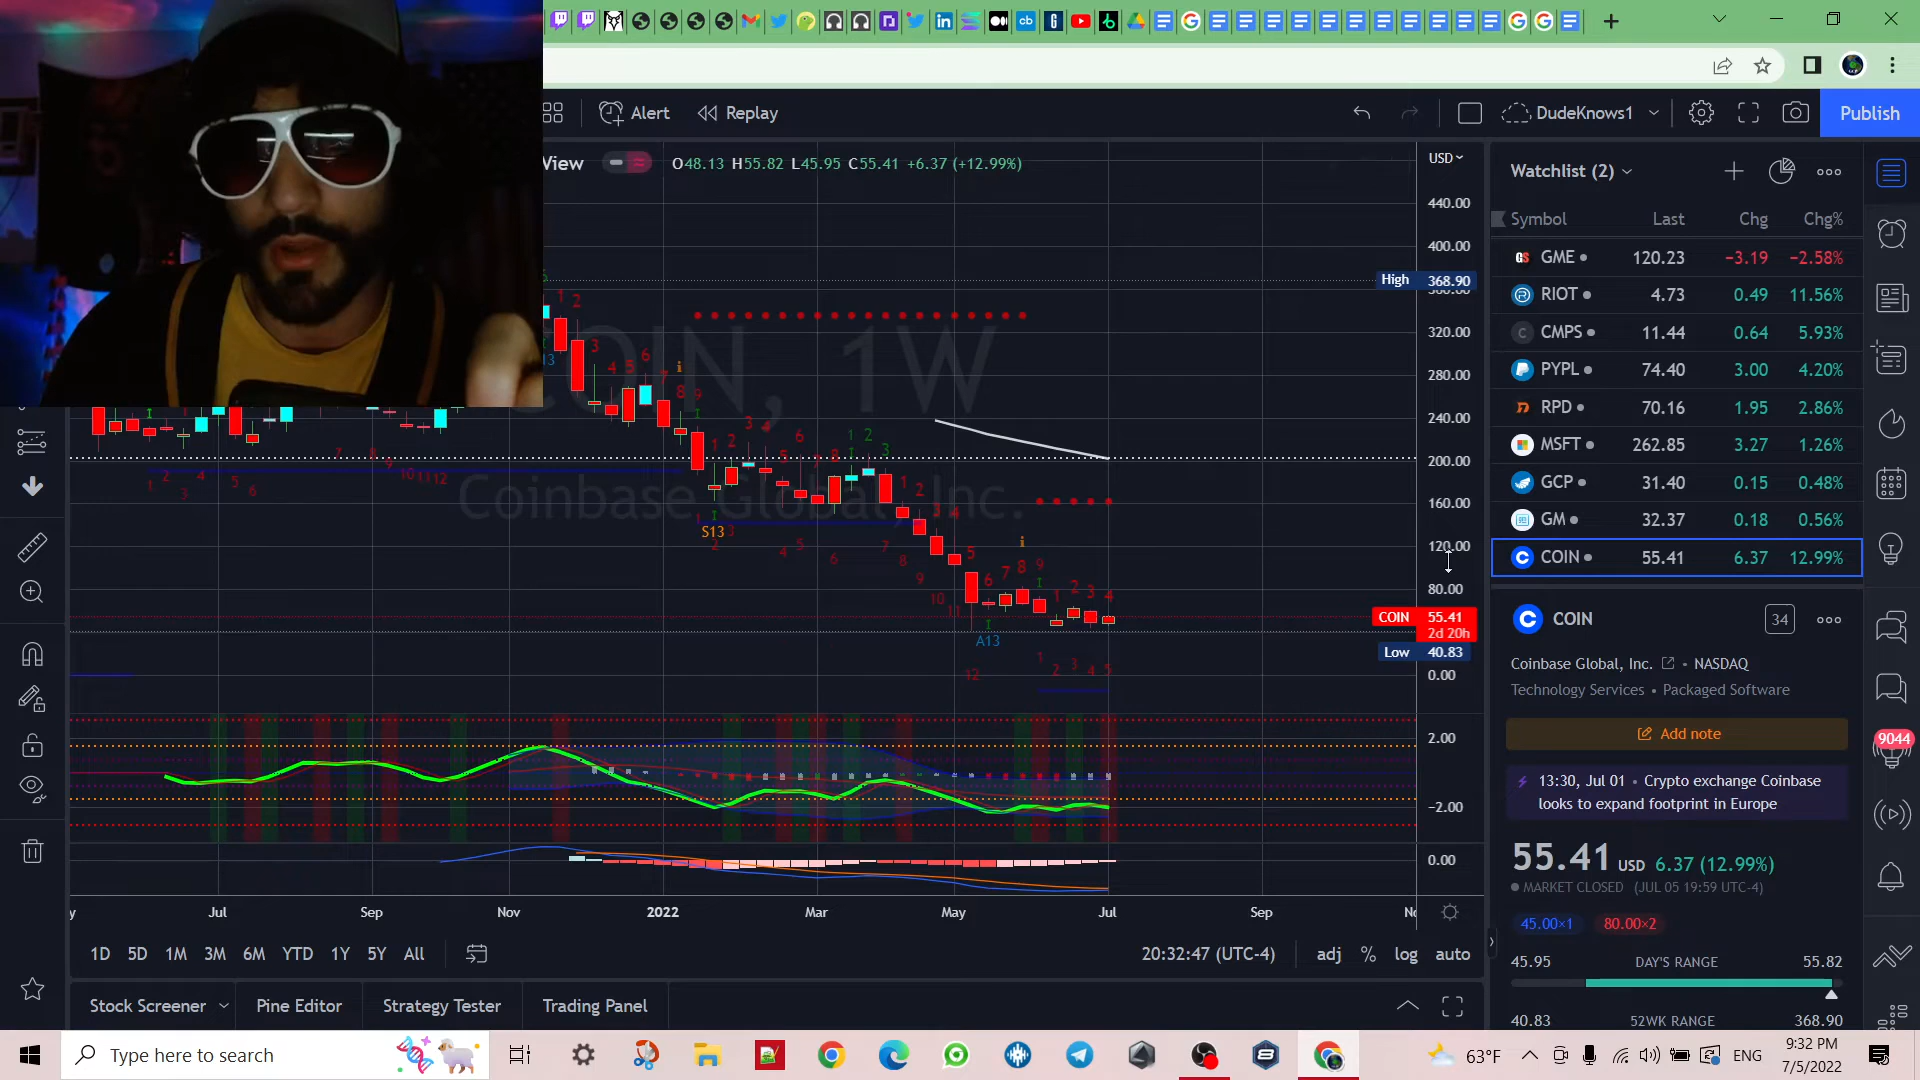 Alert
Replay
DudeKnows1
Publish
View
O48.13 H55.82 L45.95 C55.41 +6.37 (+12.99%)
USD
Watchlist (2)
Symbol Last Chg Chg%
GME 120.23 −3.19 −2.58%
RIOT 4.73 0.49 11.56%
CMPS 11.44 0.64 5.93%
PYPL 74.40 3.00 4.20%
RPD 70.16 1.95 2.86%
MSFT 262.85 3.27 1.26%
GCP 31.40 0.15 0.48%
GM 32.37 0.18 0.56%
COIN 55.41 6.37 12.99%
440.00
400.00
High 368.90
320.00
280.00
240.00
200.00
160.00
120.00
80.00
COIN 55.41
2d 20h
Low 40.83
0.00
2.00
−2.00
0.00
COIN, 1W
Coinbase Global, Inc.
S13
A13
COIN
34
Coinbase Global, Inc. • NASDAQ
Technology Services • Packaged Software
Add note
9044
13:30, Jul 01 • Crypto exchange Coinbase
looks to expand footprint in Europe
55.41 USD 6.37 (12.99%)
MARKET CLOSED (JUL 05 19:59 UTC-4)
45.00×1 80.00×2
45.95 DAY'S RANGE 55.82
40.83 52WK RANGE 368.90
Jul Sep Nov 2022 Mar May Jul Sep
1D 5D 1M 3M 6M YTD 1Y 5Y All
20:32:47 (UTC-4) adj % log auto
Stock Screener Pine Editor Strategy Tester Trading Panel
Type here to search
63°F
ENG
9:32 PM
7/5/2022